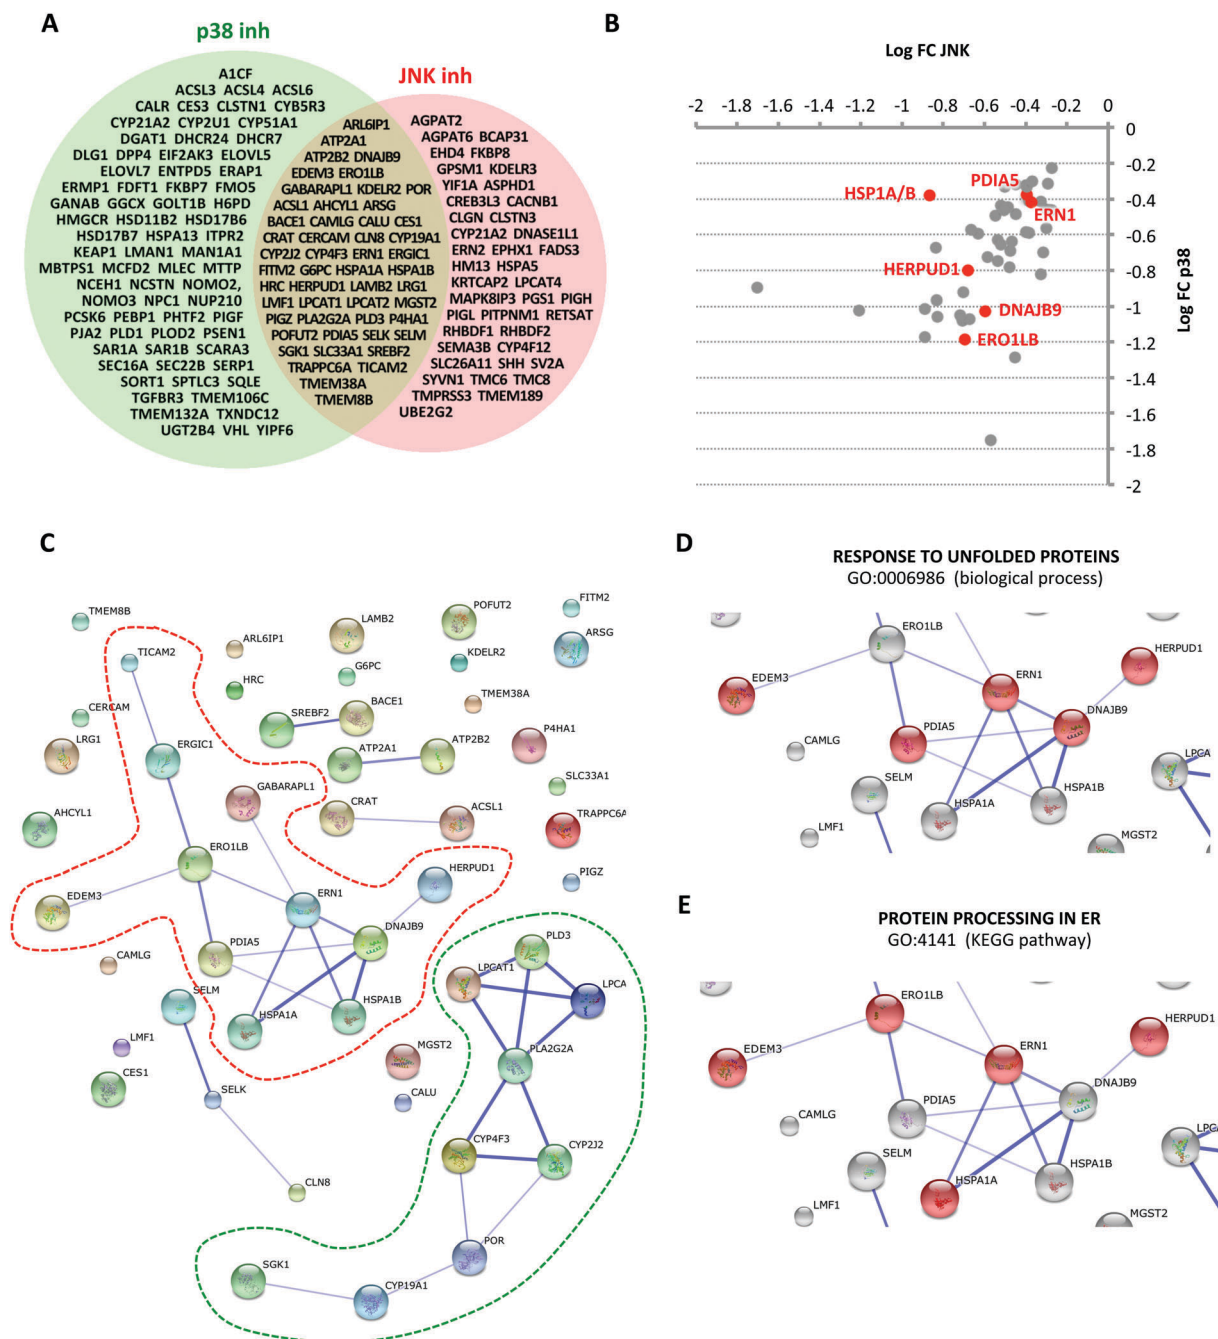 A
p38 inh
A1CF
ACSL3 ACSL4 ACSL6
CALR CES3 CLSTN1 CYB5R3
CYP21A2 CYP2U1 CYP51A1
DGAT1 DHCR24 DHCR7
DLG1 DPP4 EIF2AK3 ELOVL5
ELOVL7 ENTPD5 ERAP1
ERMP1 FDFT1 FKBP7 FMO5
GANAB GGCX GOLT1B H6PD
HMGCR HSD11B2 HSD17B6
HSD17B7 HSPA13 ITPR2
KEAP1 LMAN1 MAN1A1
MBTPS1 MCFD2 MLEC MTTP
NCEH1 NCSTN NOMO2,
NOMO3 NPC1 NUP210
PCSK6 PEBP1 PHTF2 PIGF
PJA2 PLD1 PLOD2 PSEN1
SAR1A SAR1B SCARA3
SEC16A SEC22B SERP1
SORT1 SPTLC3 SQLE
TGFBR3 TMEM106C
TMEM132A TXNDC12
UGT2B4 VHL YIPF6
ARL6IP1
ATP2A1
ATP2B2 DNAJB9
EDEM3 ERO1LB
GABARAPL1 KDELR2 POR
ACSL1 AHCYL1 ARSG
BACE1 CAMLG CALU CES1
CRAT CERCAM CLN8 CYP19A1
CYP2J2 CYP4F3 ERN1 ERGIC1
FITM2 G6PC HSPA1A HSPA1B
HRC HERPUD1 LAMB2 LRG1
LMF1 LPCAT1 LPCAT2 MGST2
PIGZ PLA2G2A PLD3 P4HA1
POFUT2 PDIA5 SELK SELM
SGK1 SLC33A1 SREBF2
TRAPPC6A TICAM2
TMEM38A
TMEM8B
JNK inh
AGPAT2
AGPAT6 BCAP31
EHD4 FKBP8
GPSM1 KDELR3
YIF1A ASPHD1
CREB3L3 CACNB1
CLGN CLSTN3
CYP21A2 DNASE1L1
ERN2 EPHX1 FADS3
HM13 HSPA5
KRTCAP2 LPCAT4
MAPK8IP3 PGS1 PIGH
PIGL PITPNM1 RETSAT
RHBDF1 RHBDF2
SEMA3B CYP4F12
SLC26A11 SHH SV2A
SYVN1 TMC6 TMC8
TMPRSS3 TMEM189
UBE2G2
B
Log FC JNK
-2 -1.8 -1.6 -1.4 -1.2 -1 -0.8 -0.6 -0.4 -0.2 0
0
-0.2
-0.4
-0.6
-0.8
-1
-1.2
-1.4
-1.6
-1.8
-2
Log FC p38
PDIA5
HSP1A/B
ERN1
HERPUD1
DNAJB9
ERO1LB
C
TMEM8B
TICAM2
ARL6IP1
LAMB2
POFUT2
FITM2
ARSG
HRC
G6PC
KDELR2
CERCAM
SREBF2
BACE1
TMEM38A
LRG1
ERGIC1
ATP2A1
ATP2B2
P4HA1
GABARAPL1
SLC33A1
AHCYL1
CRAT
ACSL1
TRAPPC6A
ERO1LB
HERPUD1
PIGZ
EDEM3
ERN1
PDIA5
DNAJB9
CAMLG
PLD3
SELM
LPCAT1
LPCA
HSPA1A
HSPA1B
LMF1
MGST2
PLA2G2A
CES1
SELK
CALU
CYP4F3
CYP2J2
CLN8
POR
SGK1
CYP19A1
D
RESPONSE TO UNFOLDED PROTEINS
GO:0006986 (biological process)
ERO1LB
HERPUD1
EDEM3
ERN1
DNAJB9
PDIA5
CAMLG
LPCA
SELM
HSPA1A
HSPA1B
LMF1
MGST2
E
PROTEIN PROCESSING IN ER
GO:4141 (KEGG pathway)
ERO1LB
HERPUD1
EDEM3
ERN1
DNAJB9
PDIA5
CAMLG
LPCA
SELM
HSPA1B
HSPA1A
LMF1
MGST2